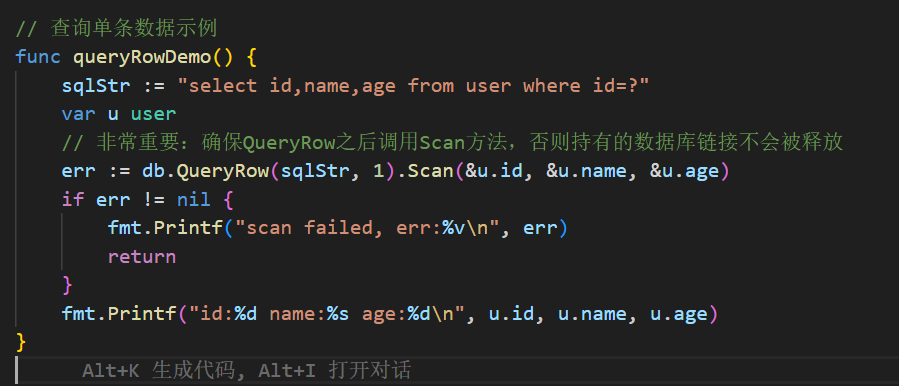 // 查询单条数据示例
func queryRowDemo() {
    sqlStr := "select id,name,age from user where id=?"
    var u user
    // 非常重要：确保QueryRow之后调用Scan方法，否则持有的数据库链接不会被释放
    err := db.QueryRow(sqlStr, 1).Scan(&u.id, &u.name, &u.age)
    if err != nil {
        fmt.Printf("scan failed, err:%v\n", err)
        return
    }
    fmt.Printf("id:%d name:%s age:%d\n", u.id, u.name, u.age)
}
Alt+K 生成代码, Alt+I 打开对话